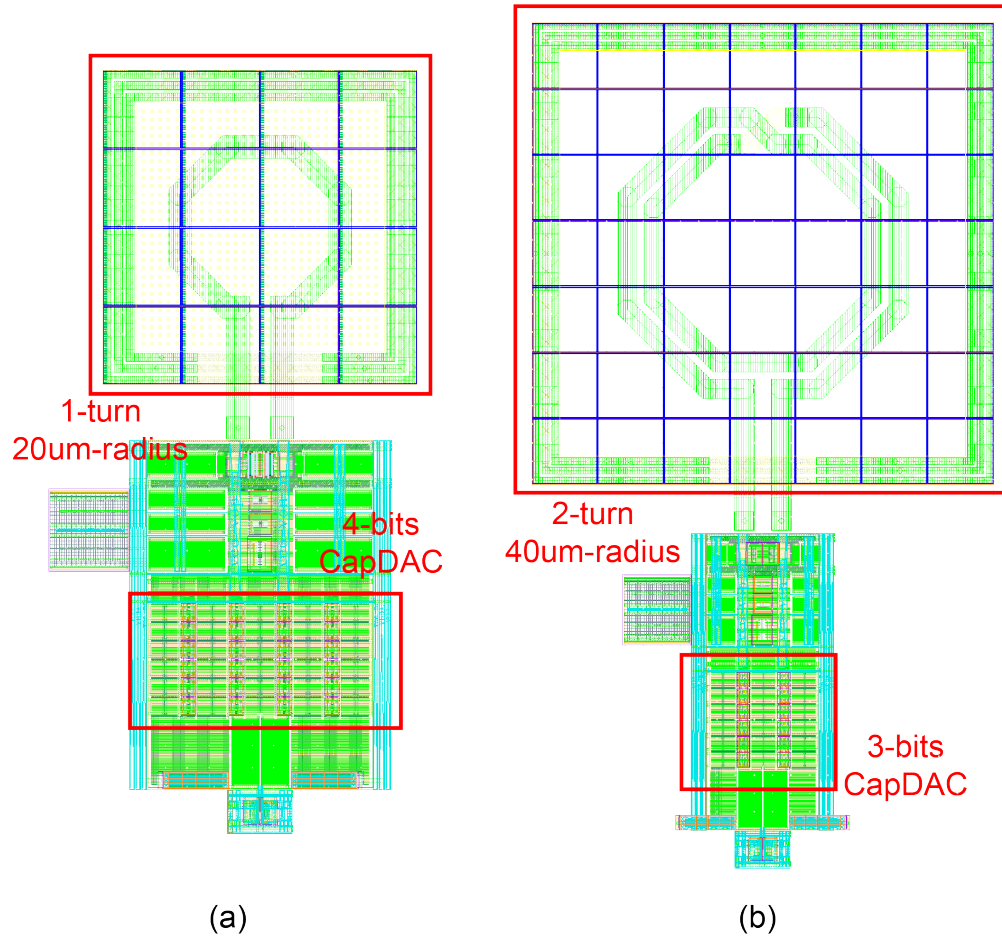 1-turn
20um-radius
4-bits
CapDAC
(a)
2-turn
40um-radius
3-bits
CapDAC
(b)